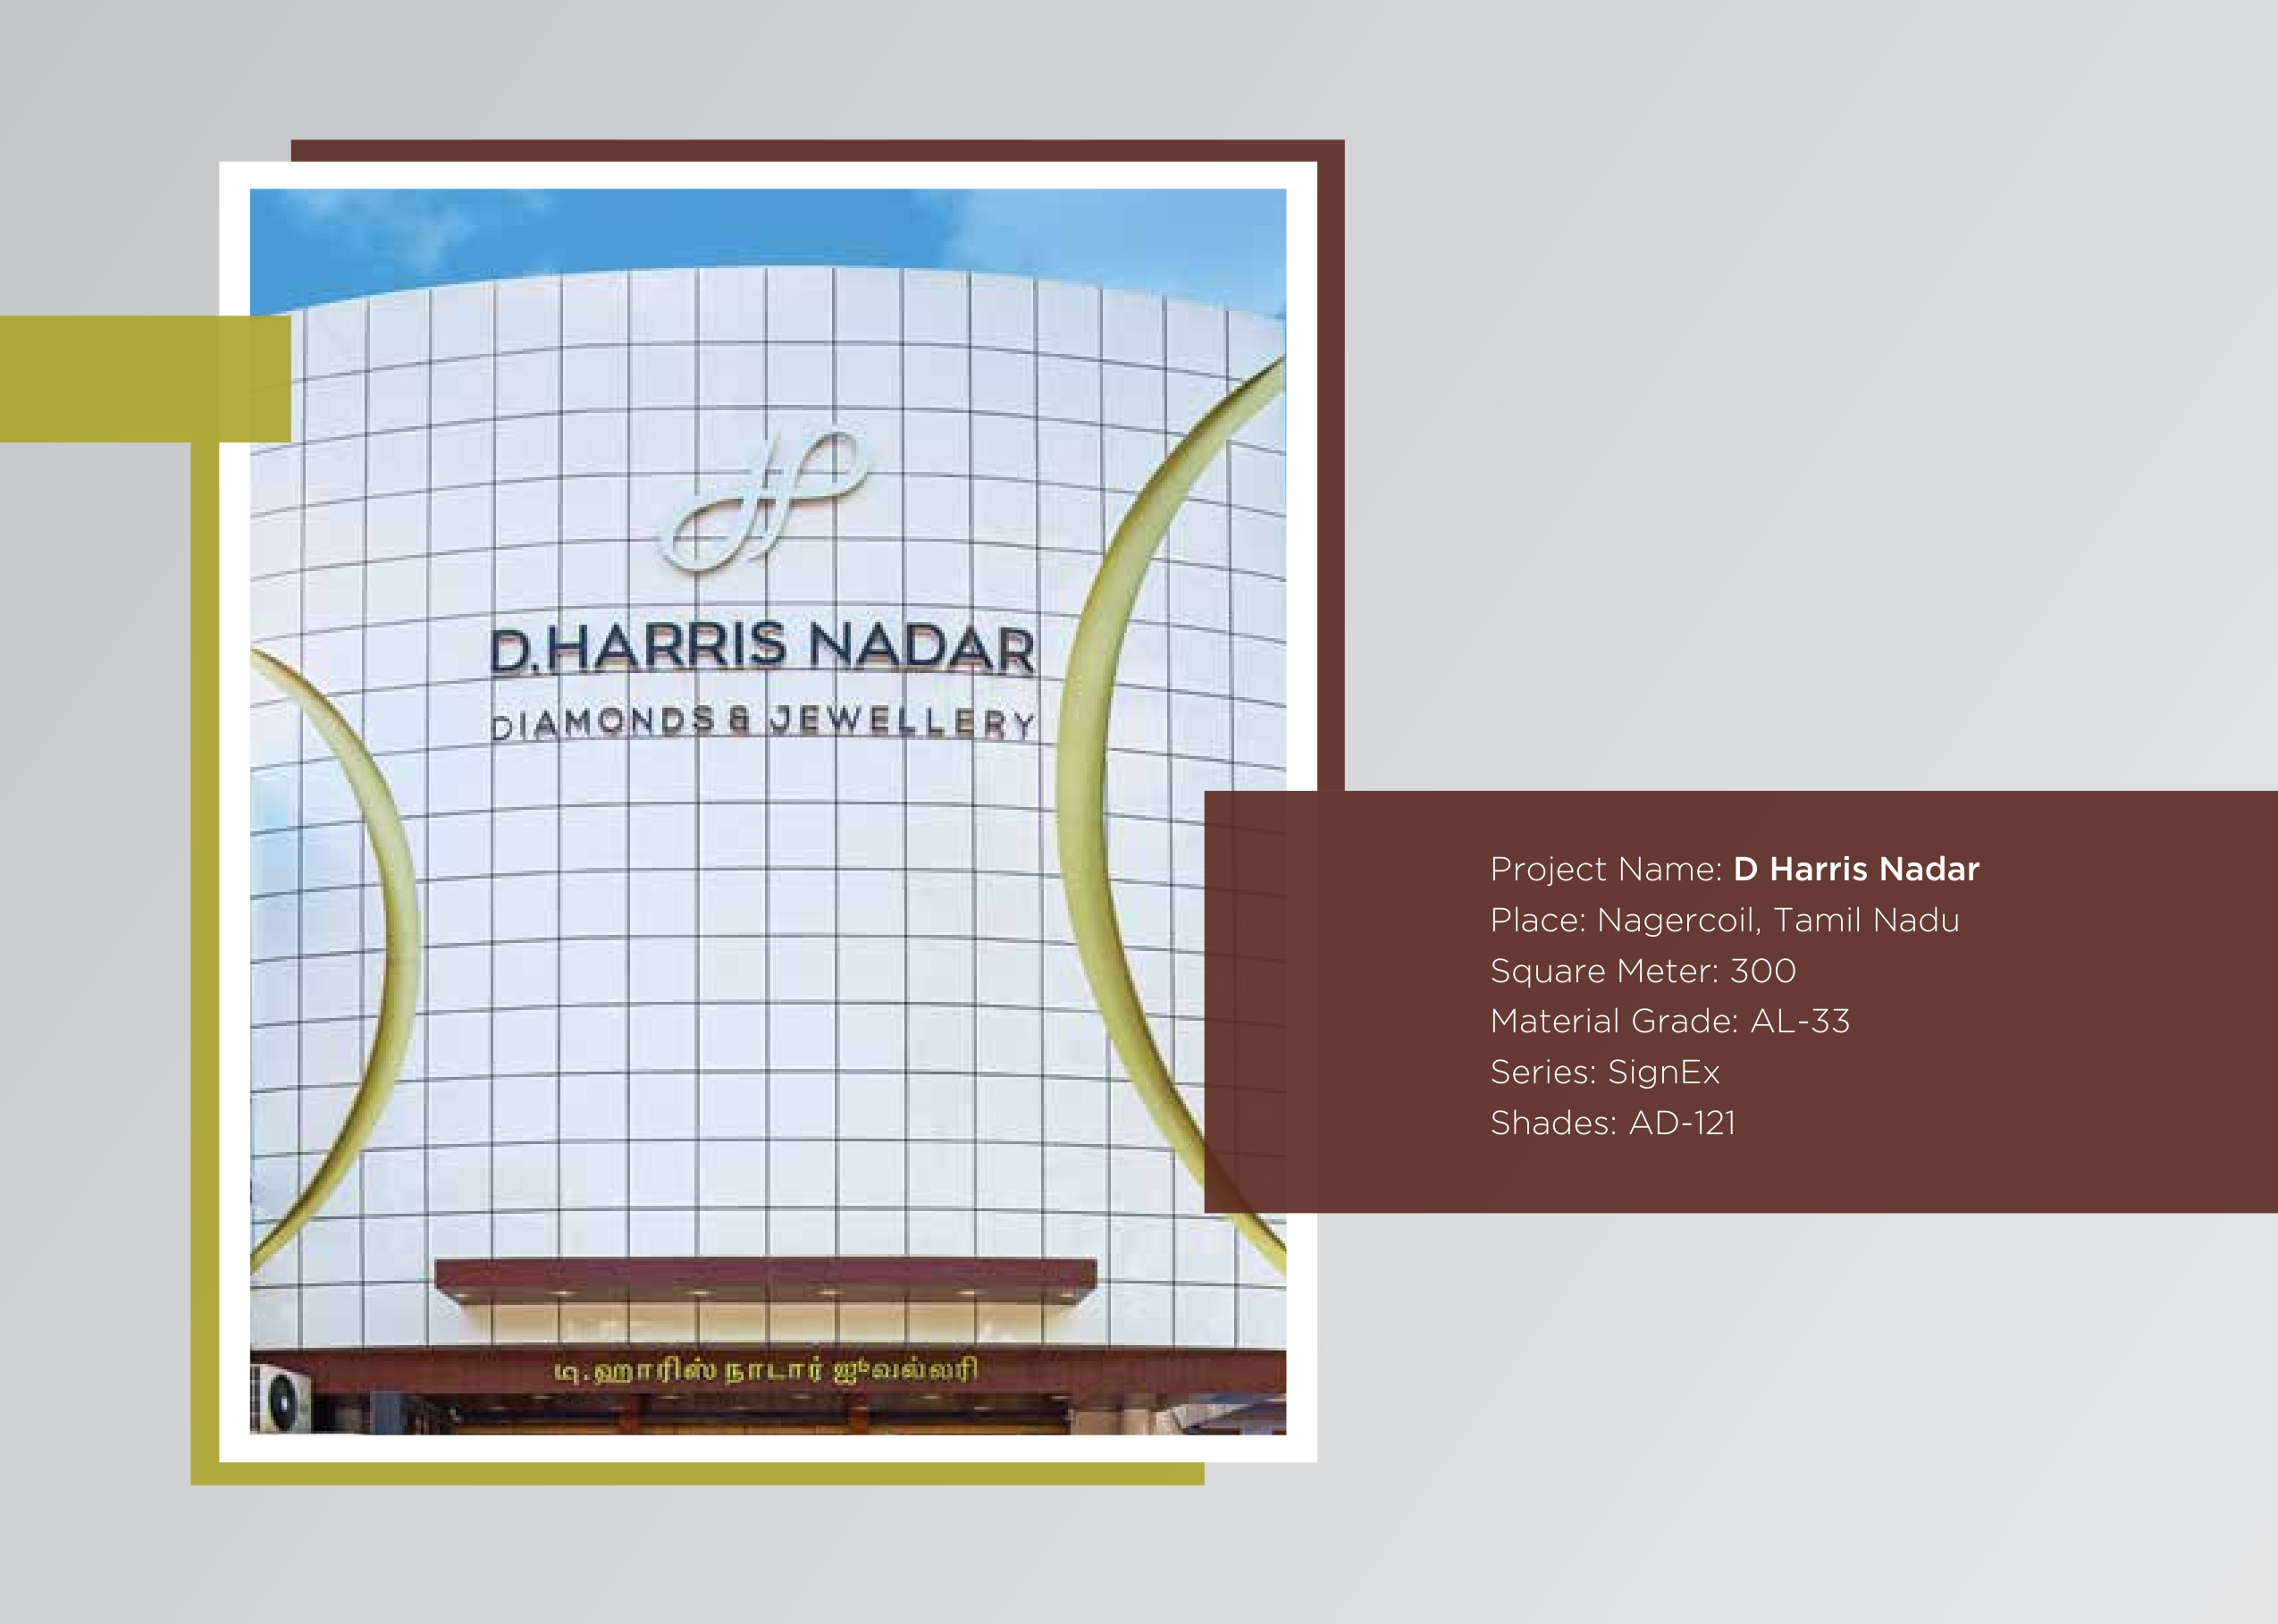 D.HARRIS NADAR
DIAMONDS & JEWELLERY
டி.ஹாரிஸ் நாடார் ஜுவல்லரி
Project Name: D Harris Nadar
Place: Nagercoil, Tamil Nadu
Square Meter: 300
Material Grade: AL-33
Series: SignEx
Shades: AD-121